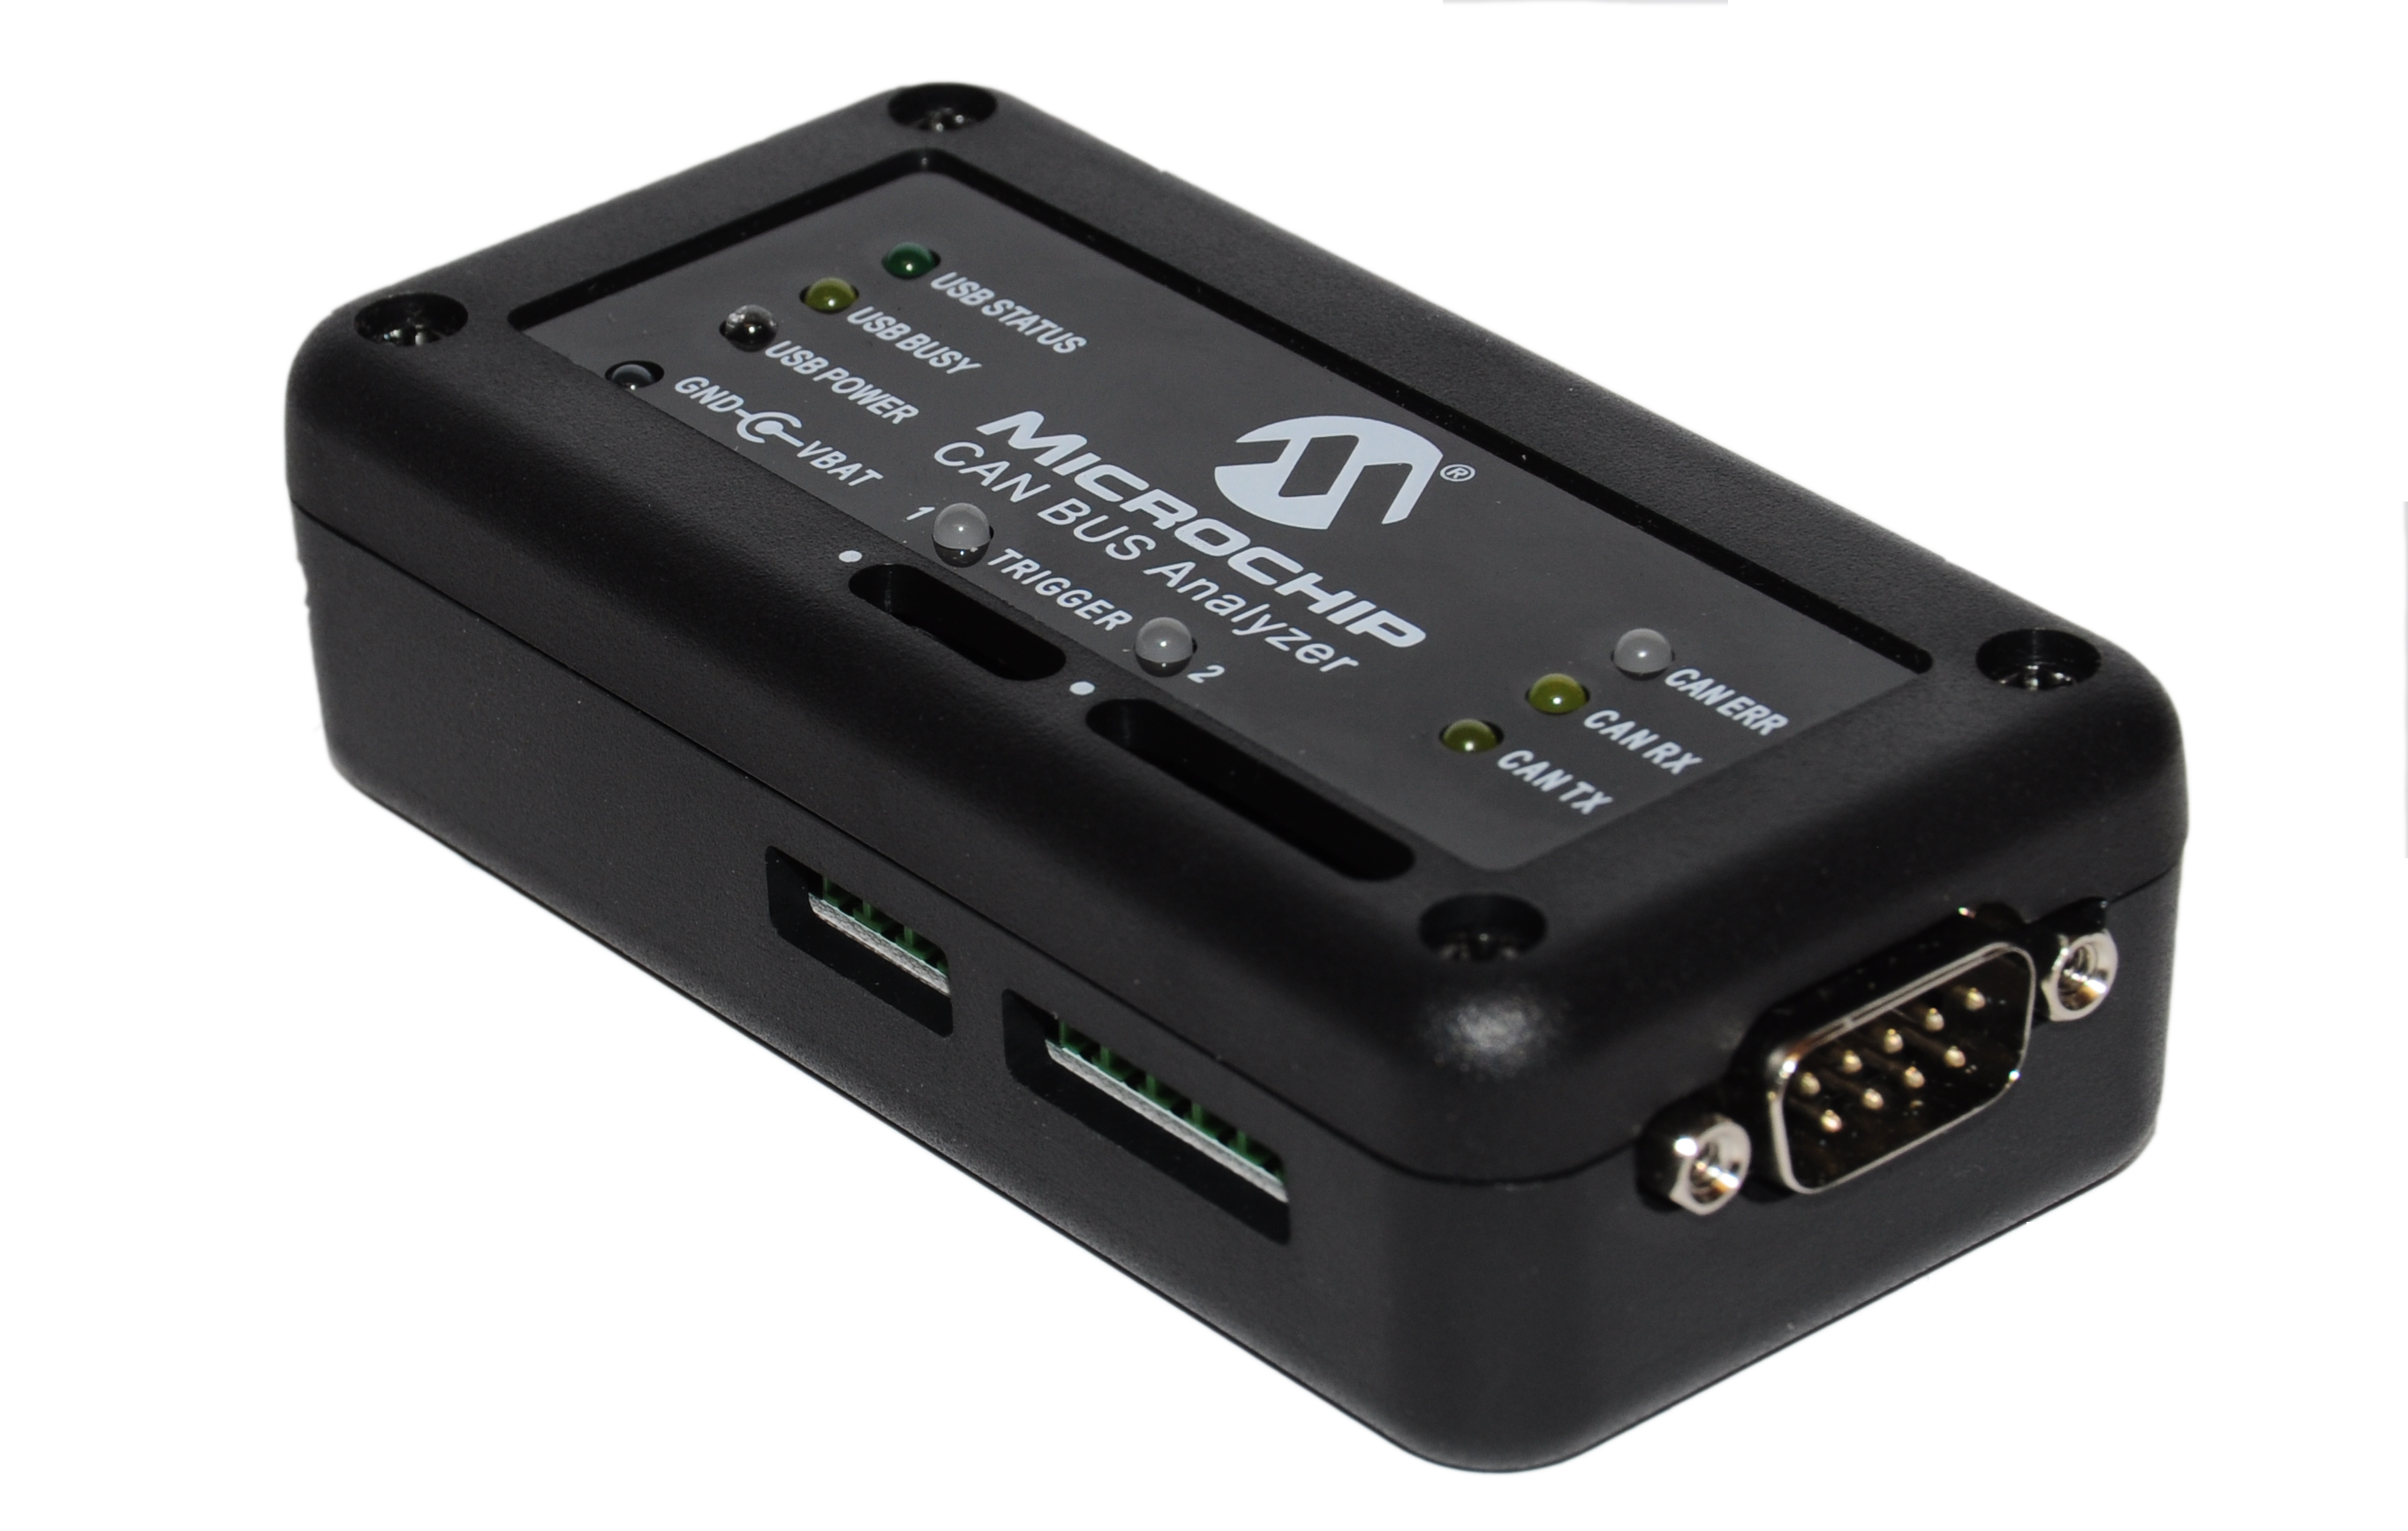 USB STATUS
USB BUSY
USB POWER
GND VBAT
®
MICROCHIP
CAN BUS Analyzer
1 TRIGGER 2
CAN ERR
CAN RX
CAN TX